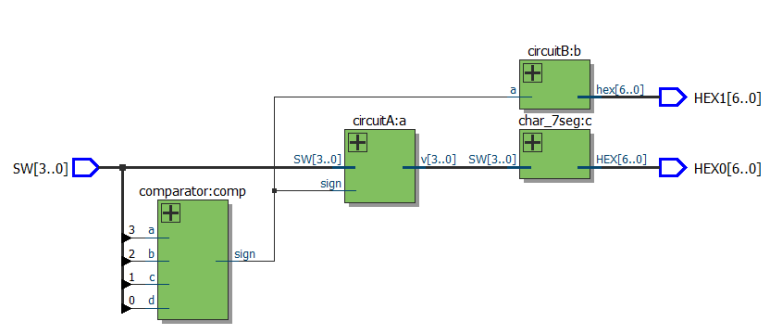 circuitB:b
a
hex[6..0]
HEX1[6..0]
circuitA:a
char_7seg:c
SW[3..0]
SW[3..0]
v[3..0]
SW[3..0]
HEX[6..0]
HEX0[6..0]
sign
comparator:comp
3 a
2 b
sign
1 c
0 d